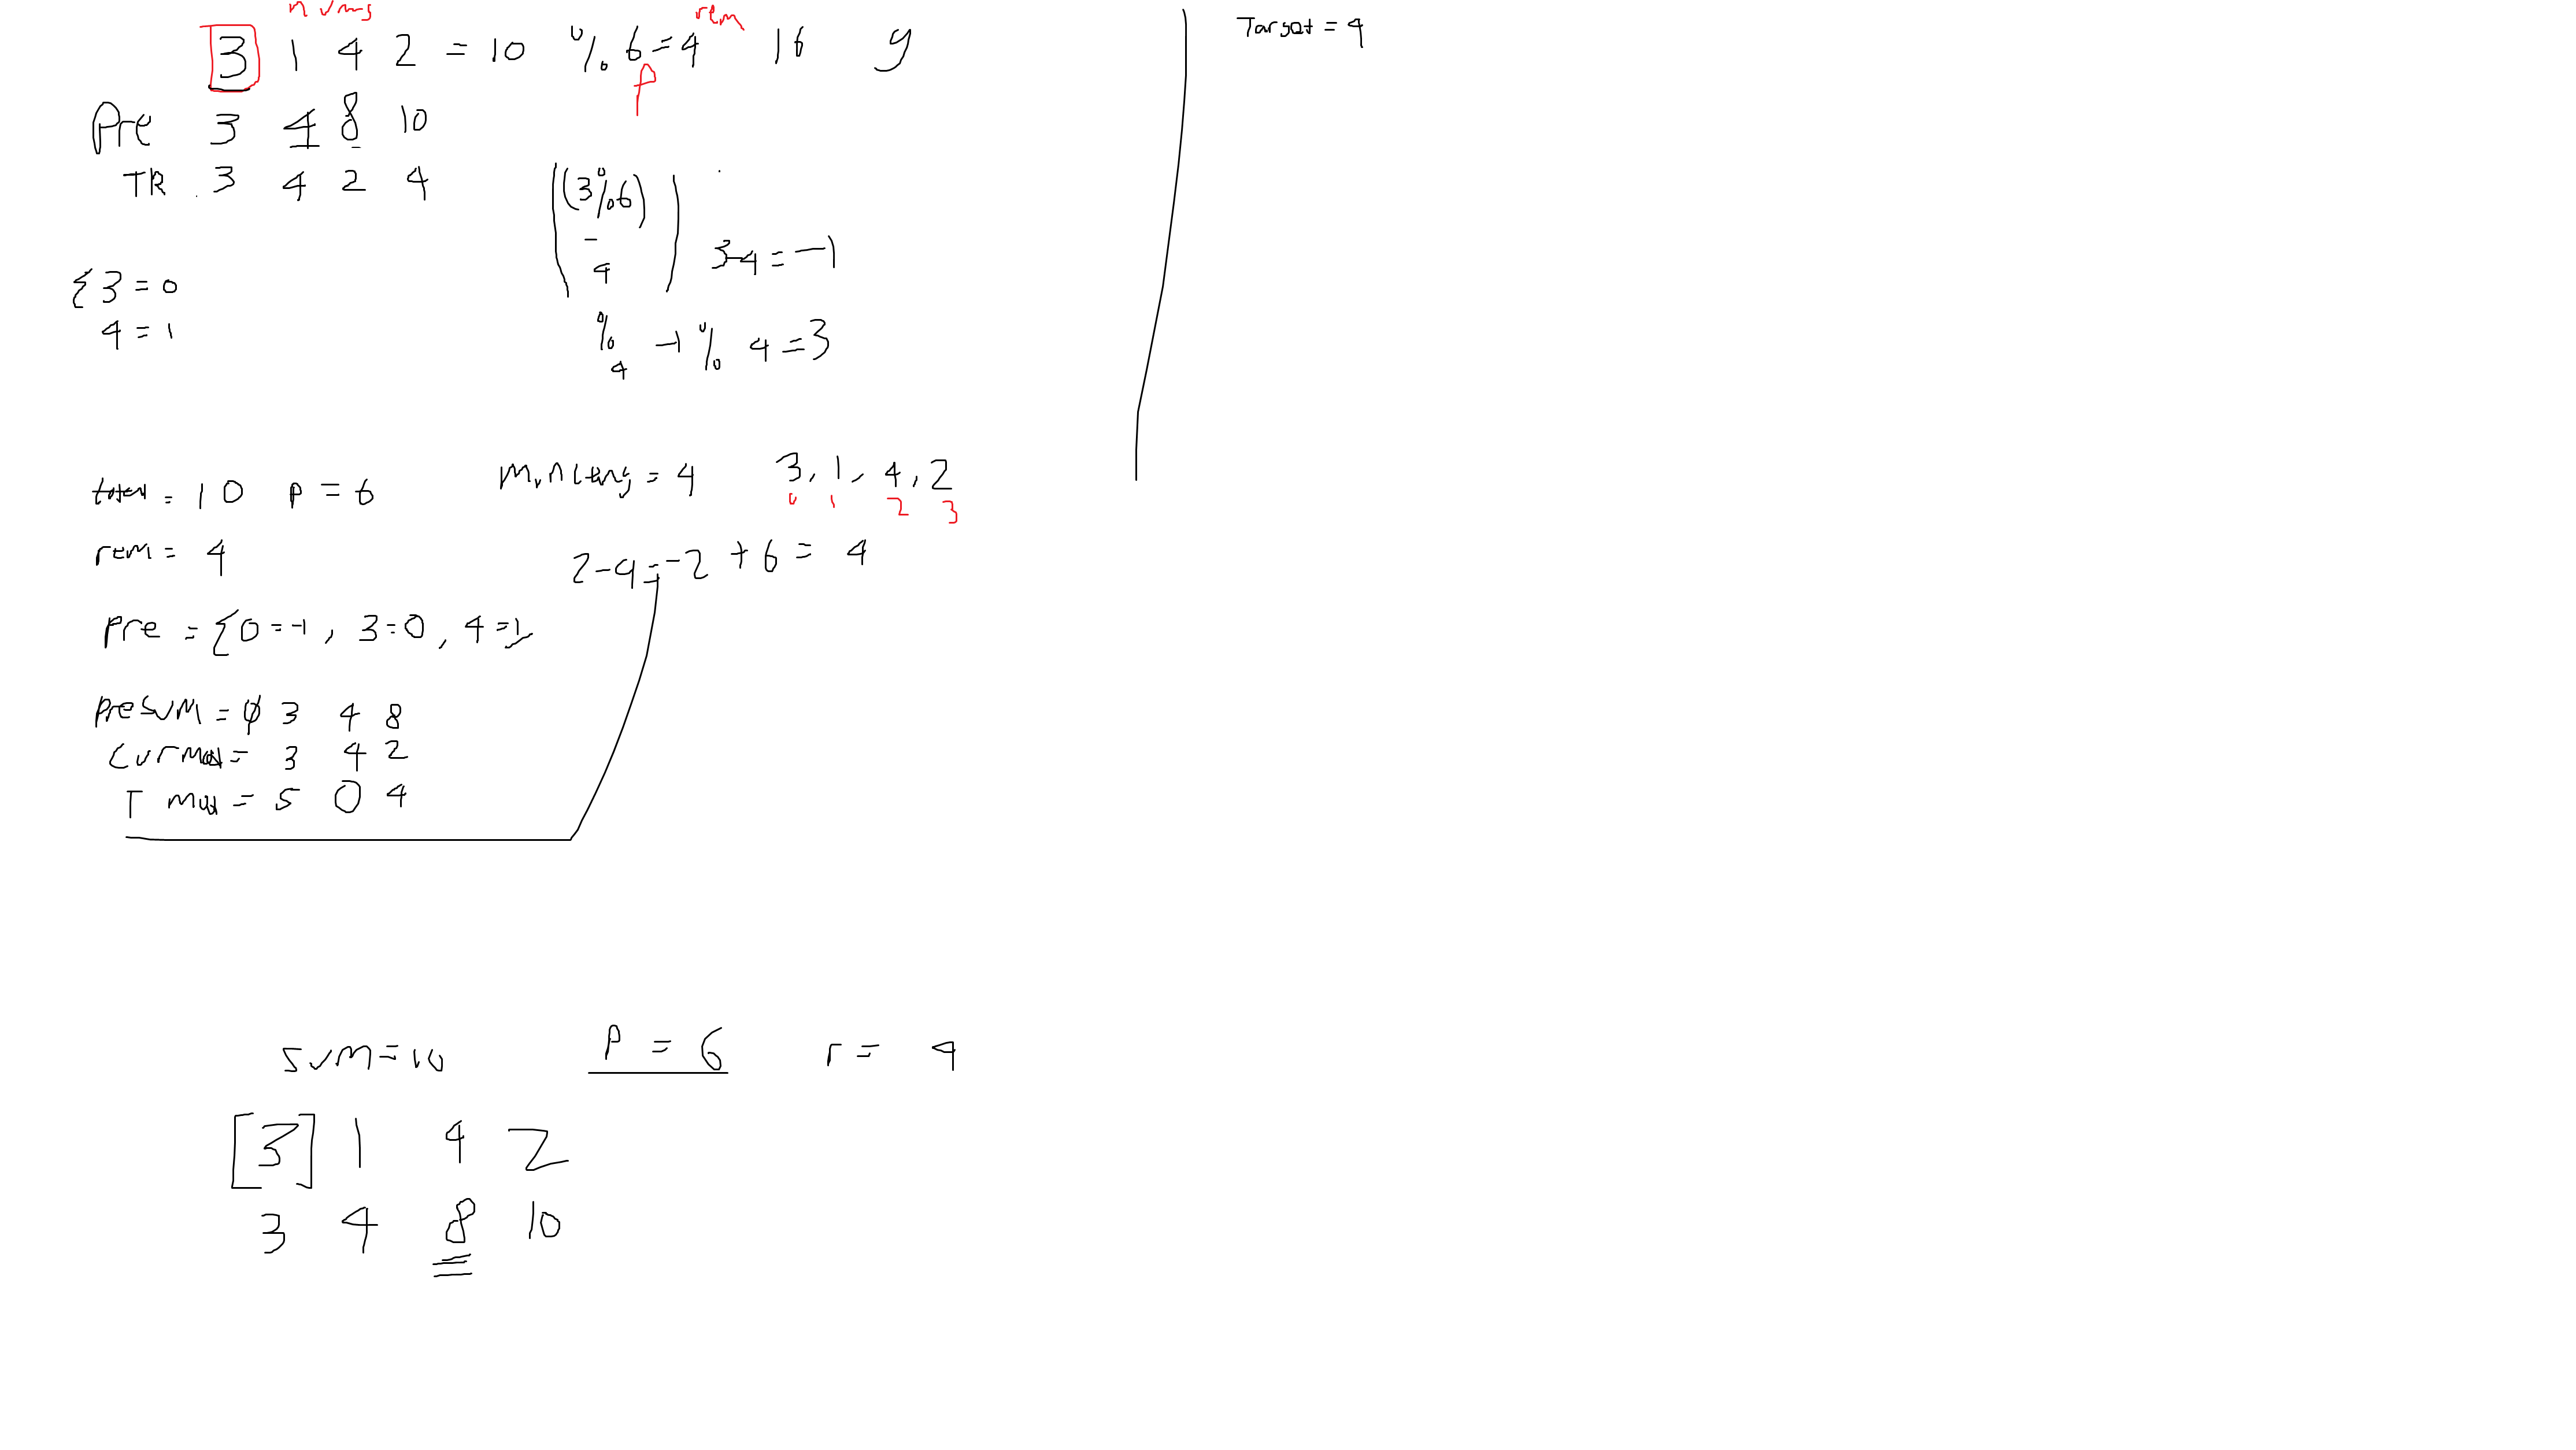 nums
rem
3 1 4 2 = 10 % 6 = 4 16 9
P
Pre 3 4 8 10
TR 3 4 2 4
(3%6)
-
4
3-4 = -1
{3 = 0
4 = 1
%
4
-1 % 4 = 3
total = 10 P = 6
minLeng = 4
3, 1, 4, 2
0 1 2 3
rem = 4
2-4=-2 + 6 = 4
Pre = {0=-1, 3=0, 4=1}
PreSum = 0 3 4 8
Curmod = 3 4 2
T mod = 5 0 4
Sum=10 P = 6 r = 4
[3] 1 4 2
3 4 8 10
Target = 4